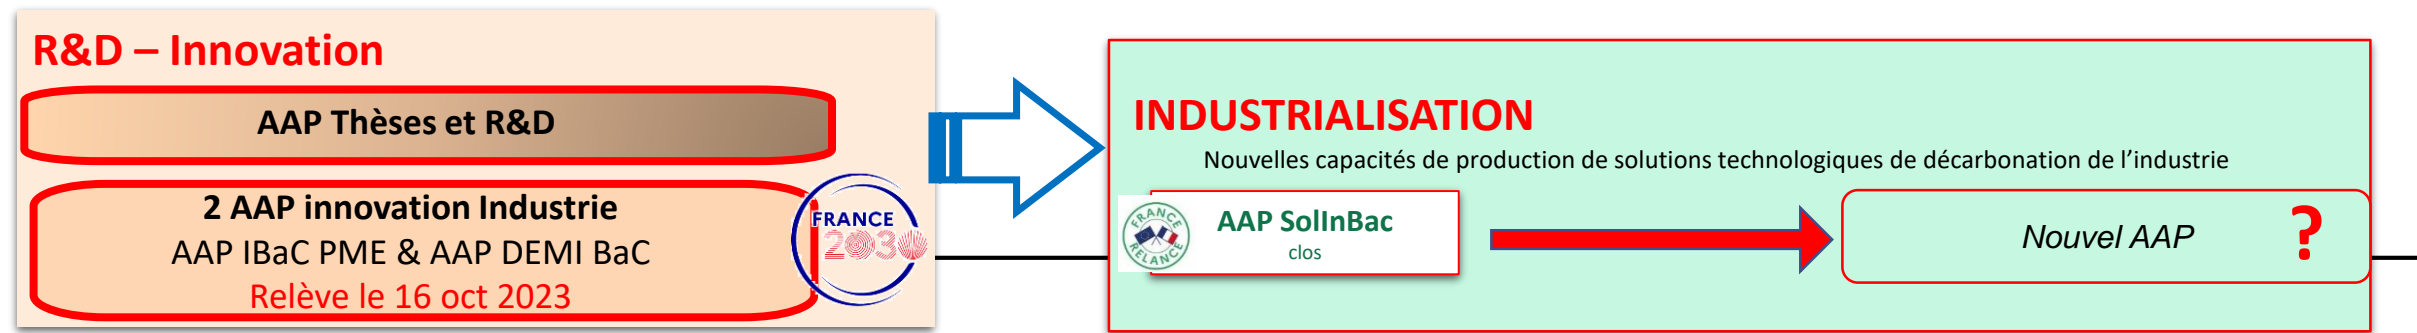 R&D – Innovation
AAP Thèses et R&D
2 AAP innovation Industrie
AAP IBaC PME & AAP DEMI BaC
Relève le 16 oct 2023
FRANCE
2030
INDUSTRIALISATION
Nouvelles capacités de production de solutions technologiques de décarbonation de l’industrie
FRANCE
RELANCE
AAP SolInBac
clos
Nouvel AAP
?